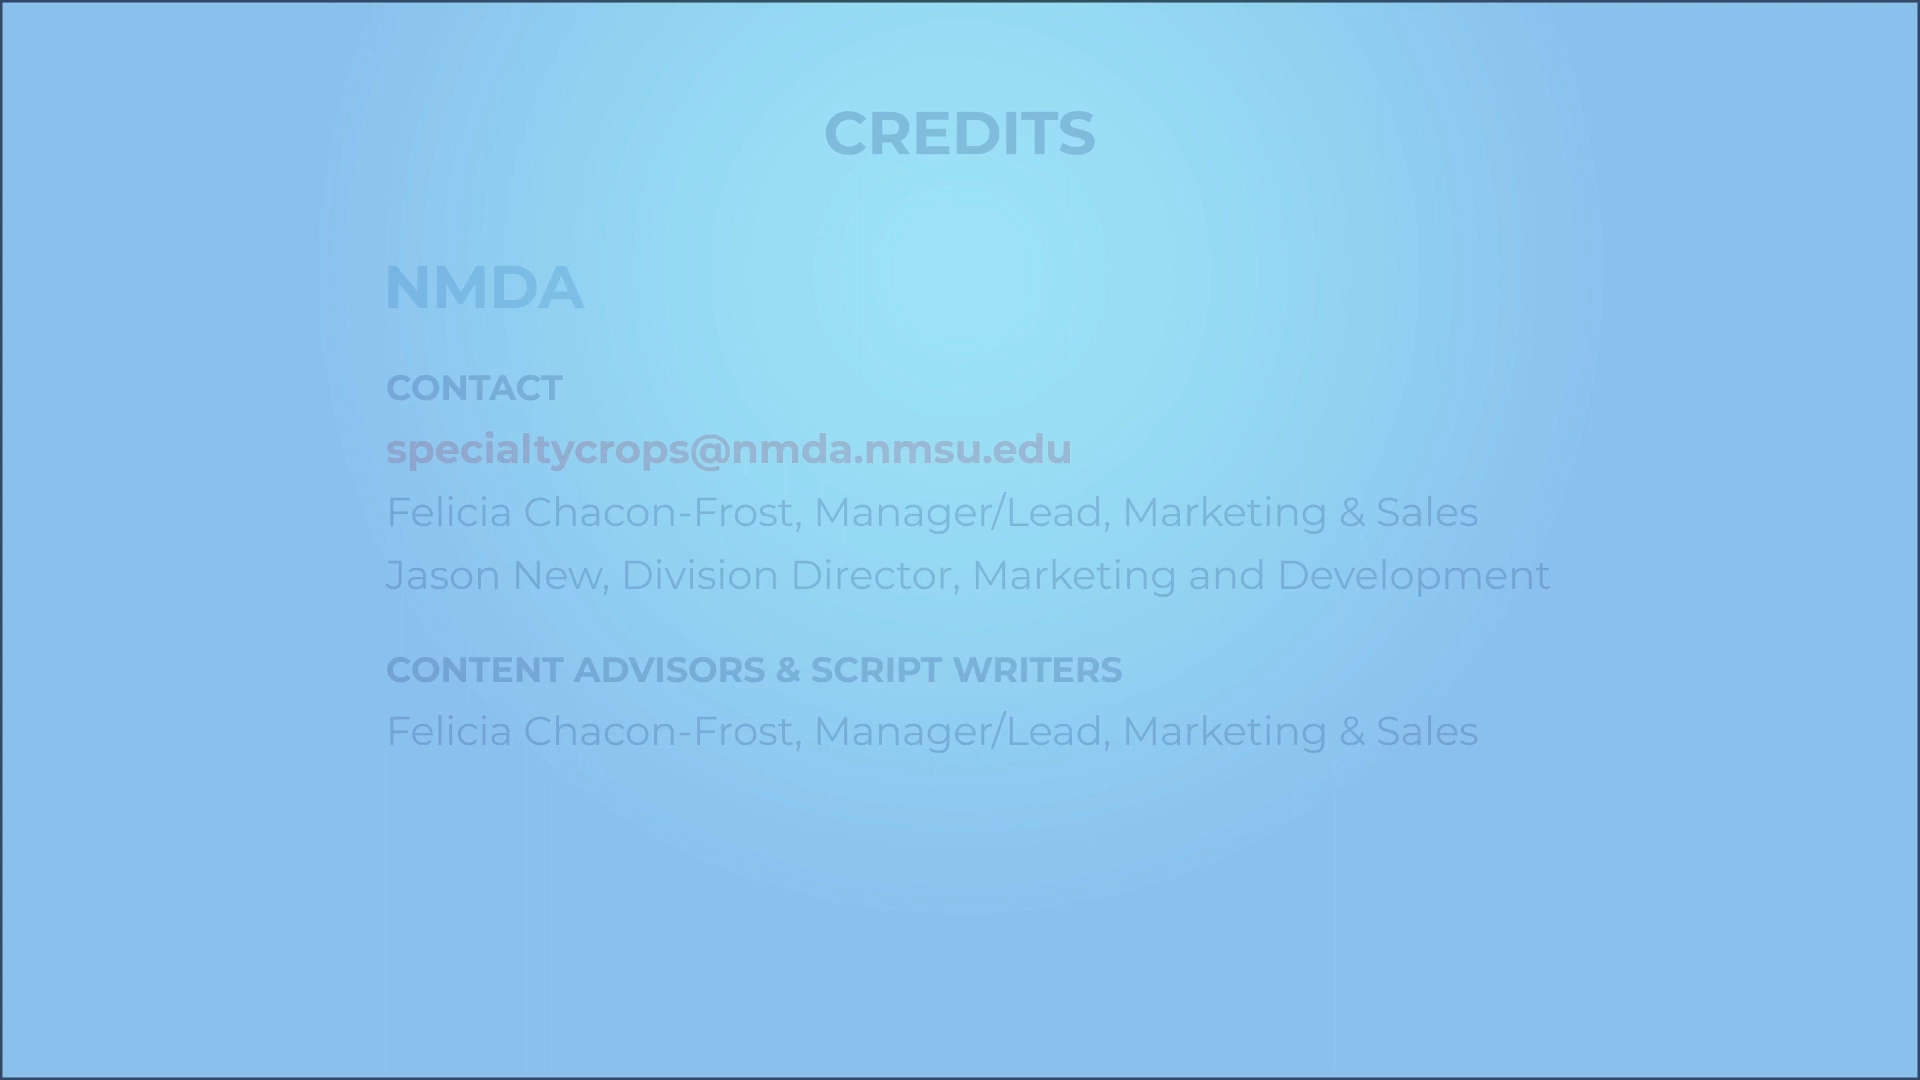 CREDITS
NMDA
CONTACT
specialtycrops@nmda.nmsu.edu
Felicia Chacon-Frost, Manager/Lead, Marketing & Sales
Jason New, Division Director, Marketing and Development
CONTENT ADVISORS & SCRIPT WRITERS
Felicia Chacon-Frost, Manager/Lead, Marketing & Sales